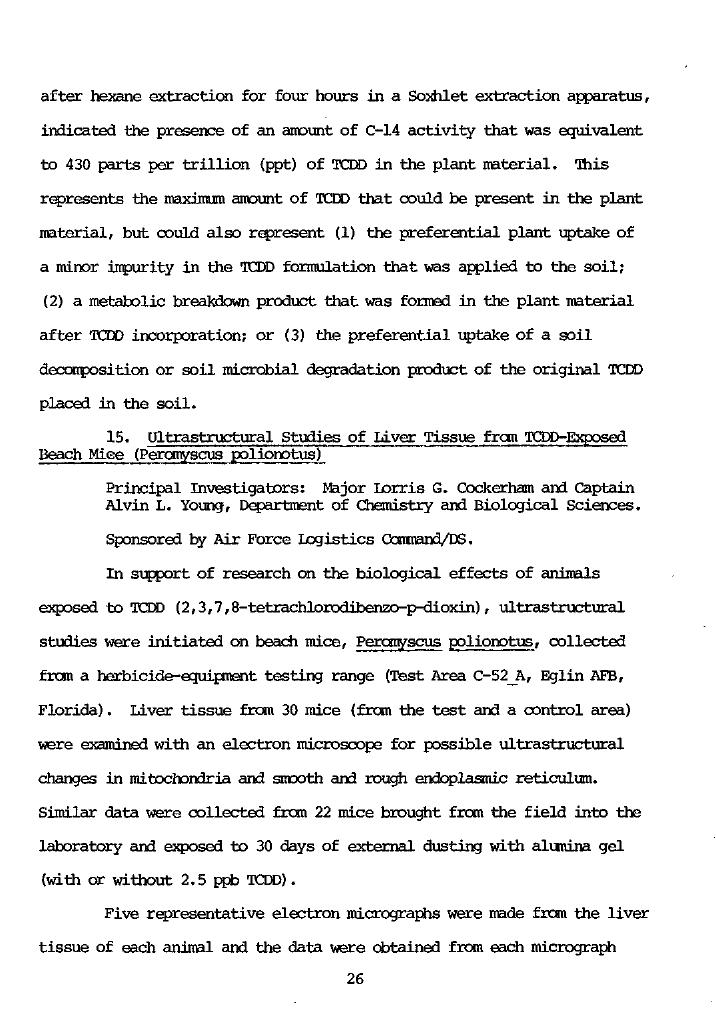 after hexane extraction for four hours in a Soxhlet extraction apparatus,
indicated the presence of an amount of C-14 activity that was equivalent
to 430 parts per trillion (ppt) of TCDD in the plant material. This
represents the maximum amount of TCDD that could be present in the plant
material, but could also represent (1) the preferential plant uptake of
a minor impurity in the TCDD formulation that was applied to the soil;
(2) a metabolic breakdown product that was formed in the plant material
after TCDD incorporation; or (3) the preferential uptake of a soil
decomposition or soil microbial degradation product of the original TCDD
placed in the soil.
15. Ultrastructural Studies of Liver Tissue from TCDD-Exposed
Beach Mice (Peromyscus polionotus)
Principal Investigators: Major Lorris G. Cockerham and Captain
Alvin L. Young, Department of Chemistry and Biological Sciences.
Sponsored by Air Force Logistics Command/DS.
In support of research on the biological effects of animals
exposed to TCDD (2,3,7,8-tetrachlorodibenzo-p-dioxin), ultrastructural
studies were initiated on beach mice, Peromyscus polionotus, collected
from a herbicide-equipment testing range (Test Area C-52 A, Eglin AFB,
Florida). Liver tissue from 30 mice (from the test and a control area)
were examined with an electron microscope for possible ultrastructural
changes in mitochondria and smooth and rough endoplasmic reticulum.
Similar data were collected from 22 mice brought from the field into the
laboratory and exposed to 30 days of external dusting with alumina gel
(with or without 2.5 ppb TCDD).
Five representative electron micrographs were made from the liver
tissue of each animal and the data were obtained from each micrograph
26